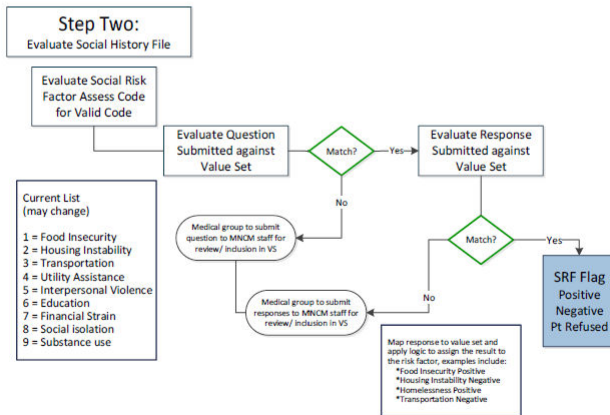 Step Two:
Evaluate Social History File
Evaluate Social Risk
Factor Assess Code
for Valid Code
Evaluate Question
Submitted against
Value Set
Match?
Yes
Evaluate Response
Submitted against
Value Set
No
Match?
Yes
No
Medical group to submit
question to MNCM staff for
review/ Inclusion in VS
Medical group to submit
responses to MNCM staff for
review/ Inclusion in VS
SRF Flag
Positive
Negative
Pt Refused
Current List
(may change)
1 = Food Insecurity
2 = Housing Instability
3 = Transportation
4 = Utility Assistance
5 = Interpersonal Violence
6 = Education
7 = Financial Strain
8 = Social isolation
9 = Substance use
Map response to value set and
apply logic to assign the result to
the risk factor, examples include:
*Food Insecurity Positive
*Housing Instability Negative
*Homelessness Positive
*Transportation Negative